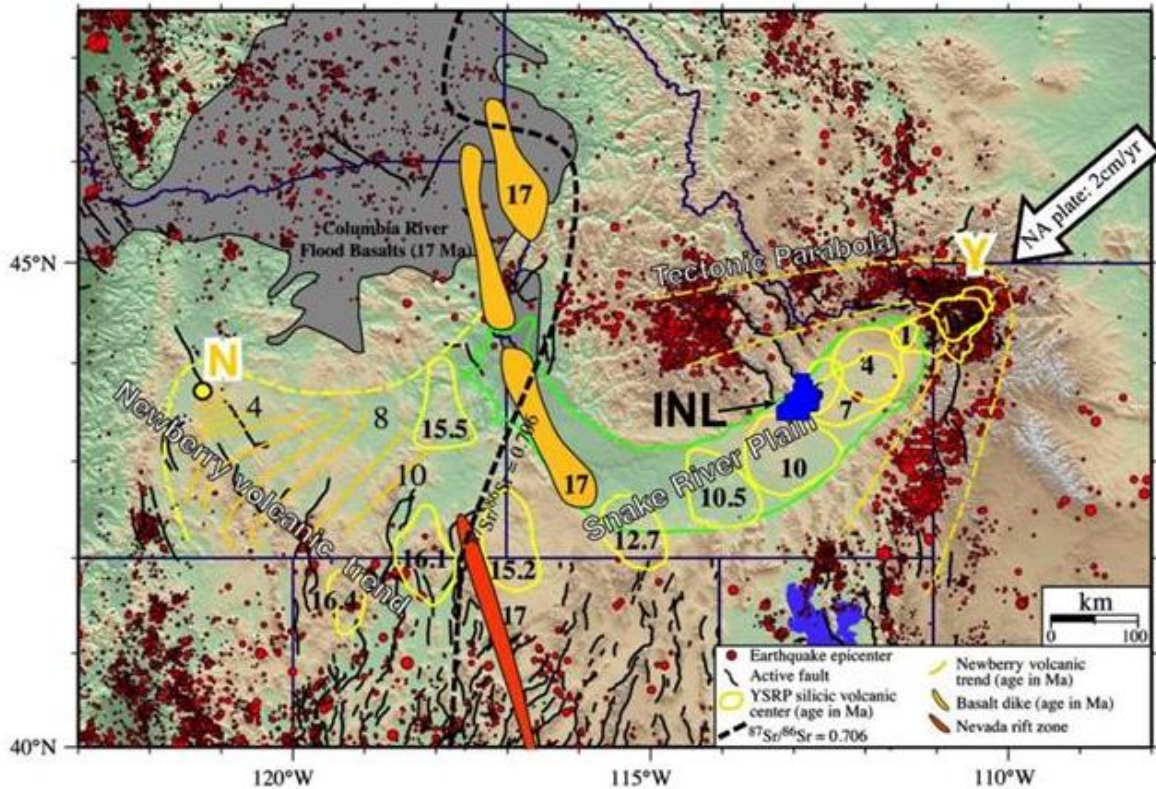 17
Columbia River
Flood Basalts (17 Ma)
NA plate: 2cm/yr
45°N
Tectonic Parabola
Y
N
1
4
4
8
INL
7
15.5
Newberry volcanic trend
Snake River Plain
10
10
17
10.5
⁸⁷Sr/⁸⁶Sr = 0.706
12.7
16.1
15.2
16.4
17
km
0 100
Earthquake epicenter
Active fault
YSRP silicic volcanic
center (age in Ma)
⁸⁷Sr/⁸⁶Sr = 0.706
Newberry volcanic
trend (age in Ma)
Basalt dike (age in Ma)
Nevada rift zone
40°N
120°W
115°W
110°W